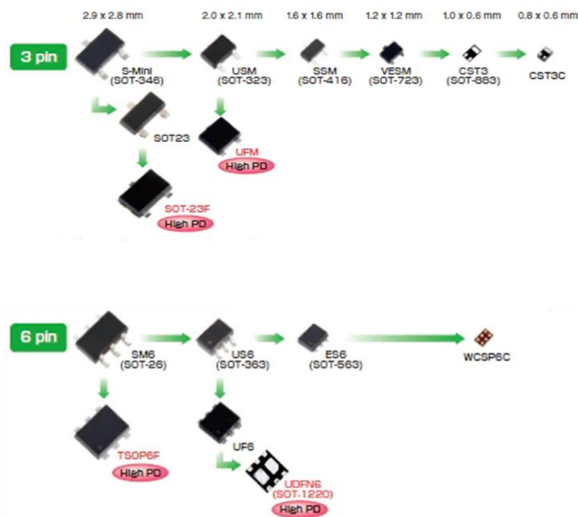 2.9 x 2.8 mm
2.0 x 2.1 mm
1.6 x 1.6 mm
1.2 x 1.2 mm
1.0 x 0.6 mm
0.8 x 0.6 mm
3 pin
S-Mini
(SOT-346)
USM
(SOT-323)
SSM
(SOT-416)
VESM
(SOT-723)
CST3
(SOT-883)
CST3C
SOT23
UFM
High PD
SOT-23F
High PD
6 pin
SM6
(SOT-26)
US6
(SOT-363)
ES6
(SOT-563)
WCSP6C
TSOP6F
High PD
UF6
UDFN6
(SOT-1220)
High PD